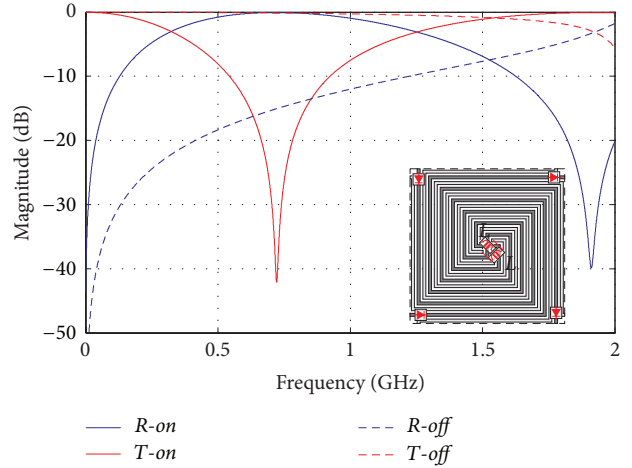 0
−10
−20
−30
−40
−50
Magnitude (dB)
L
0 0.5 1 1.5 2
Frequency (GHz)
R-on R-off
T-on T-off